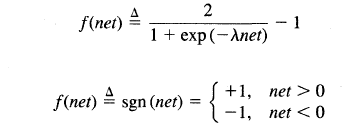 f(net) ≜ 2 / (1 + exp (−λnet)) − 1
f(net) ≜ sgn (net) = { +1, net > 0
−1, net < 0